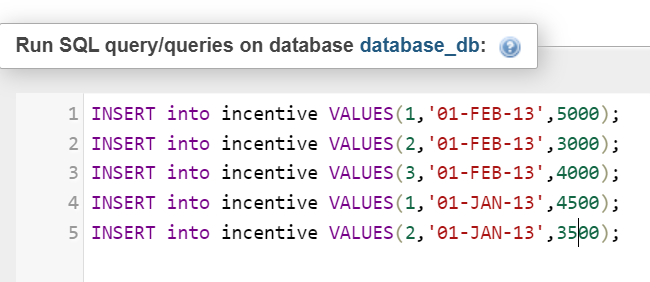 Run SQL query/queries on database database_db:
1 INSERT into incentive VALUES(1,'01-FEB-13',5000);
2 INSERT into incentive VALUES(2,'01-FEB-13',3000);
3 INSERT into incentive VALUES(3,'01-FEB-13',4000);
4 INSERT into incentive VALUES(1,'01-JAN-13',4500);
5 INSERT into incentive VALUES(2,'01-JAN-13',3500);